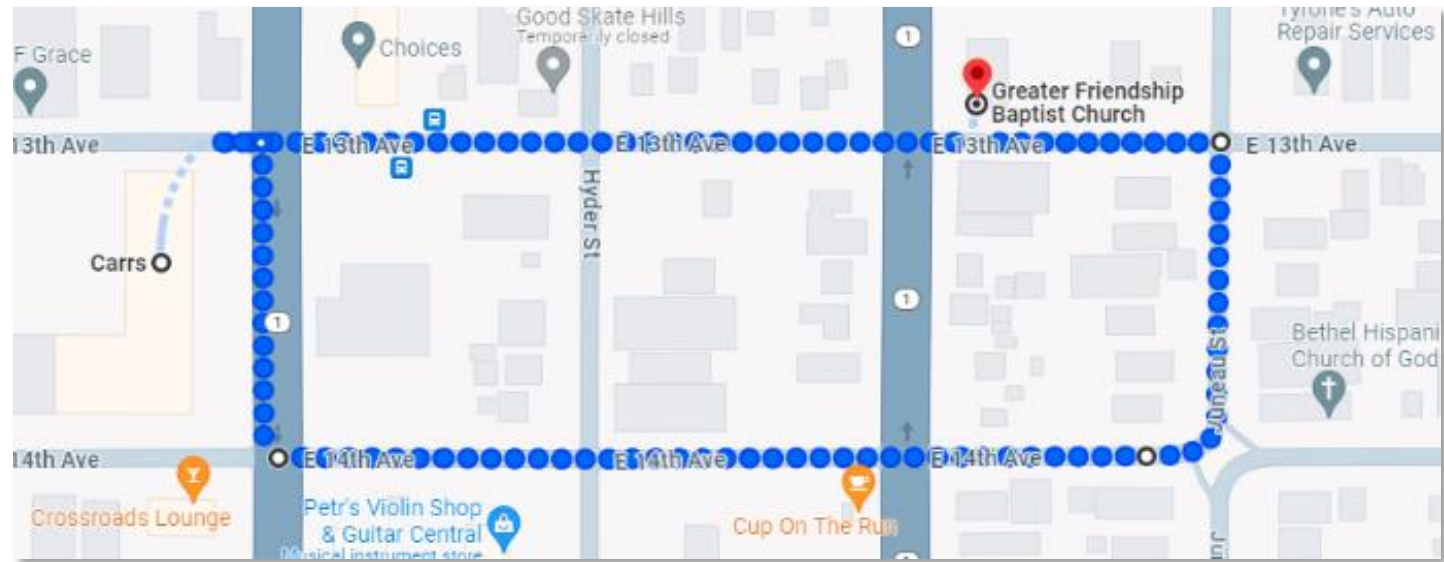 Good Skate Hills
Temporarily closed
Tyrone's Auto
Repair Services
Choices
F Grace
1
Greater Friendship
Baptist Church
13th Ave
E 13th Ave
E 13th Ave
E 13th Ave
E 13th Ave
Hyder St
Carrs
1
1
Juneau St
Bethel Hispani
Church of God
14th Ave
E 14th Ave
E 14th Ave
E 14th Ave
Crossroads Lounge
Petr's Violin Shop
& Guitar Central
Musical instrument store
Cup On The Run
Ju
1